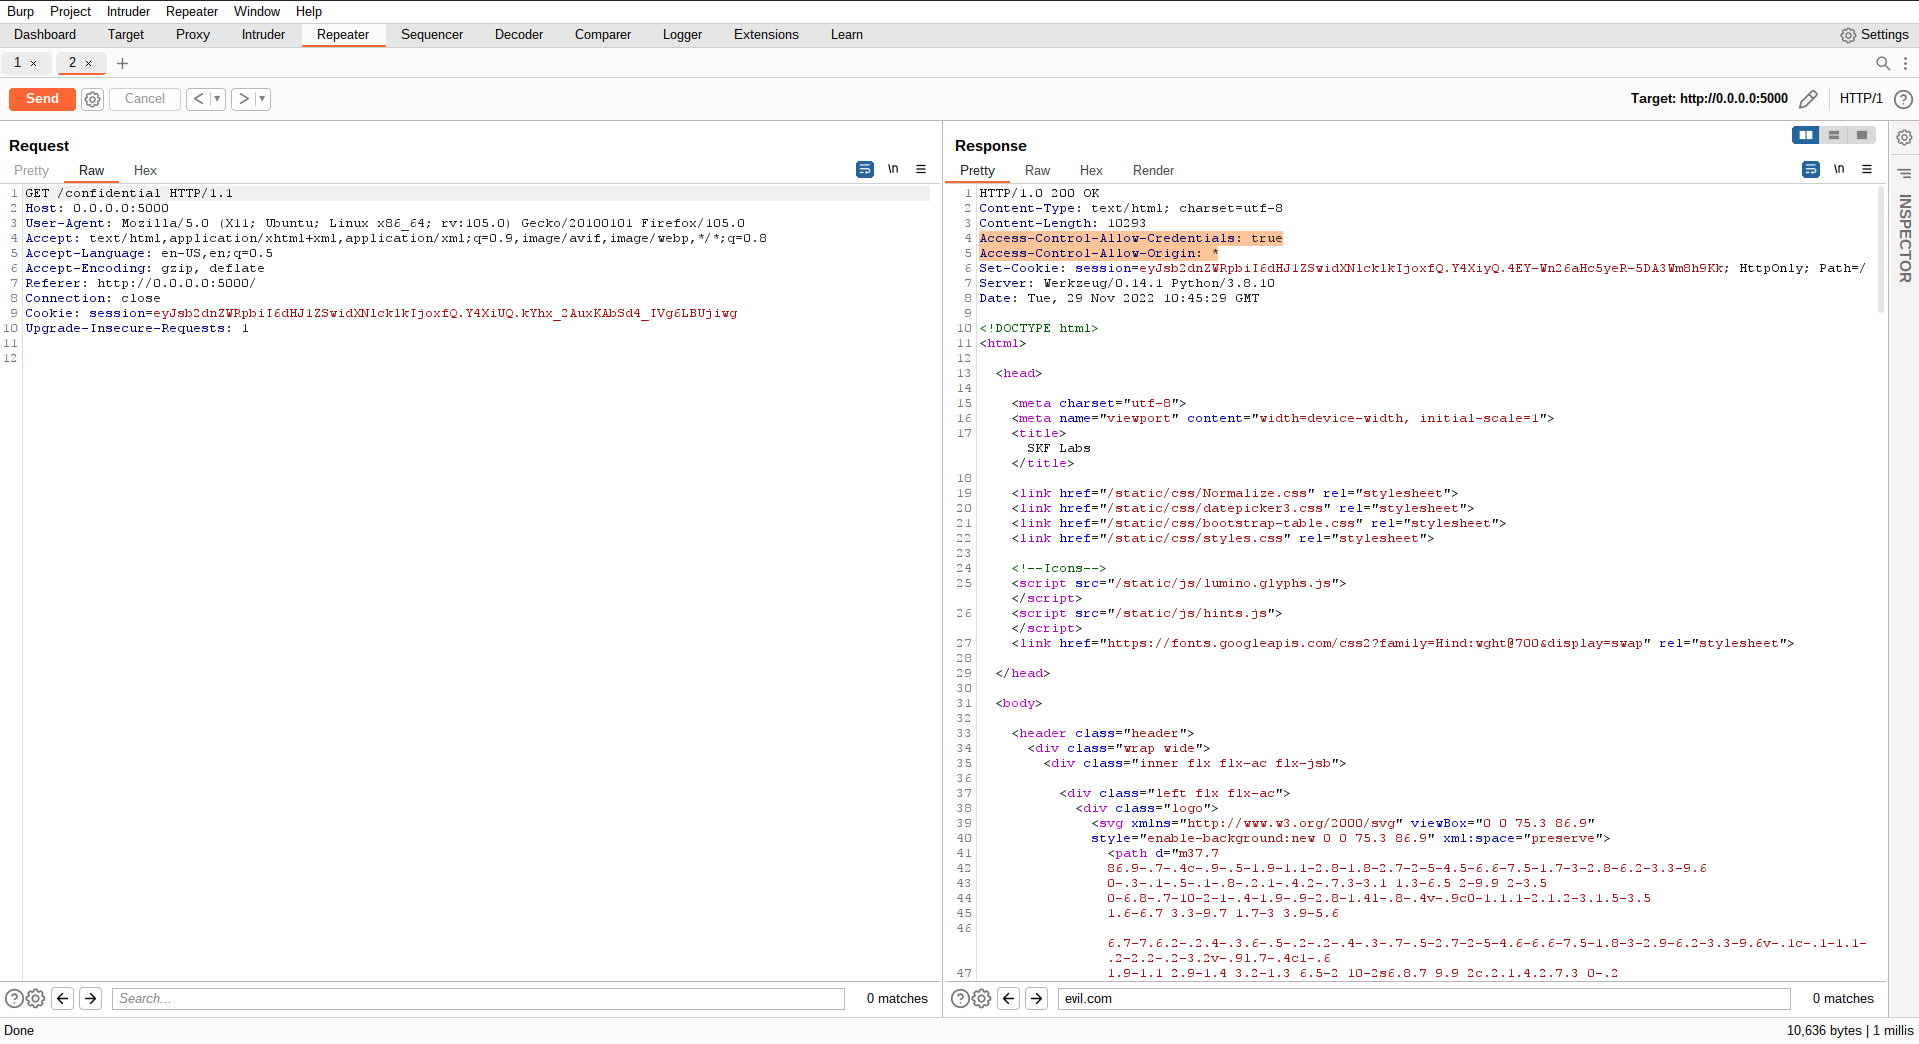 Burp Project Intruder Repeater Window Help
Dashboard Target Proxy Intruder Repeater Sequencer Decoder Comparer Logger Extensions Learn Settings
1 × 2 × +
Send Cancel < ▾ > ▾ Target: http://0.0.0.0:5000 HTTP/1 ?
Request
Pretty Raw Hex \n
1 GET /confidential HTTP/1.1
2 Host: 0.0.0.0:5000
3 User-Agent: Mozilla/5.0 (X11; Ubuntu; Linux x86_64; rv:105.0) Gecko/20100101 Firefox/105.0
4 Accept: text/html,application/xhtml+xml,application/xml;q=0.9,image/avif,image/webp,*/*;q=0.8
5 Accept-Language: en-US,en;q=0.5
6 Accept-Encoding: gzip, deflate
7 Referer: http://0.0.0.0:5000/
8 Connection: close
9 Cookie: session=eyJsb2dnZWRpbiI6dHJ1ZSwidXNlcklkIjoxfQ.Y4XiUQ.kYhx_2AuxKAbSd4_IVg6LBUjiwg
10 Upgrade-Insecure-Requests: 1
11
12
? Search... 0 matches
Response
Pretty Raw Hex Render \n
1 HTTP/1.0 200 OK
2 Content-Type: text/html; charset=utf-8
3 Content-Length: 10293
4 Access-Control-Allow-Credentials: true
5 Access-Control-Allow-Origin: *
6 Set-Cookie: session=eyJsb2dnZWRpbiI6dHJ1ZSwidXNlcklkIjoxfQ.Y4XiyQ.4EY-Wn26aHc5yeR-5DA3Wm8h9Kk; HttpOnly; Path=/
7 Server: Werkzeug/0.14.1 Python/3.8.10
8 Date: Tue, 29 Nov 2022 10:45:29 GMT
9
10 <!DOCTYPE html>
11 <html>
12
13 <head>
14
15 <meta charset="utf-8">
16 <meta name="viewport" content="width=device-width, initial-scale=1">
17 <title>
SKF Labs
</title>
18
19 <link href="/static/css/Normalize.css" rel="stylesheet">
20 <link href="/static/css/datepicker3.css" rel="stylesheet">
21 <link href="/static/css/bootstrap-table.css" rel="stylesheet">
22 <link href="/static/css/styles.css" rel="stylesheet">
23
24 <!--Icons-->
25 <script src="/static/js/lumino.glyphs.js">
</script>
26 <script src="/static/js/hints.js">
</script>
27 <link href="https://fonts.googleapis.com/css2?family=Hind:wght@700&display=swap" rel="stylesheet">
28
29 </head>
30
31 <body>
32
33 <header class="header">
34 <div class="wrap wide">
35 <div class="inner flx flx-ac flx-jsb">
36
37 <div class="left flx flx-ac">
38 <div class="logo">
39 <svg xmlns="http://www.w3.org/2000/svg" viewBox="0 0 75.3 86.9"
40 style="enable-background:new 0 0 75.3 86.9" xml:space="preserve">
41 <path d="m37.7
42 86.9-.7-.4c-.9-.5-1.9-1.1-2.8-1.8-2.7-2-5-4.5-6.6-7.5-1.7-3-2.8-6.2-3.3-9.6
43 0-.3-.1-.5-.1-.8-.2.1-.4.2-.7.3-3.1 1.3-6.5 2-9.9 2-3.5
44 0-6.8-.7-10-2-1-.4-1.9-.9-2.8-1.4l-.8-.4v-.9c0-1.1.1-2.1.2-3.1.5-3.5
45 1.6-6.7 3.3-9.7 1.7-3 3.9-5.6
46
6.7-7.6.2-.2.4-.3.6-.5-.2-.2-.4-.3-.7-.5-2.7-2-5-4.6-6.6-7.5-1.8-3-2.9-6.2-3.3-9.6v-.1c-.1-1.1-
.2-2.2-.2-3.2v-.9l.7-.4c1-.6
47 1.9-1.1 2.9-1.4 3.2-1.3 6.5-2 10-2s6.8.7 9.9 2c.2.1.4.2.7.3 0-.2
? evil.com 0 matches
INSPECTOR
Done 10,636 bytes | 1 millis